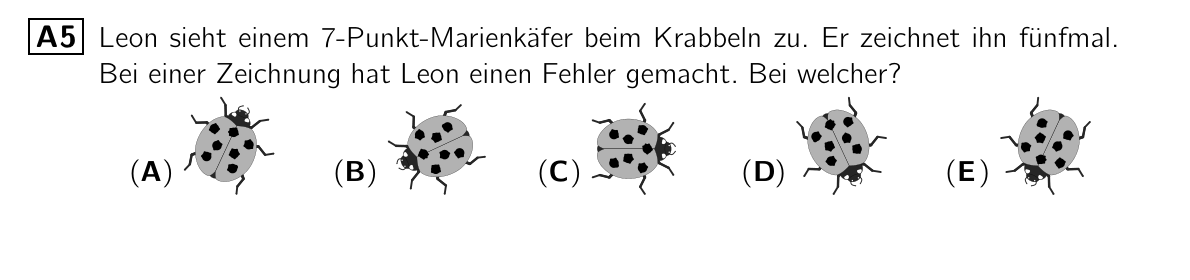 A5 Leon sieht einem 7-Punkt-Marienkäfer beim Krabbeln zu. Er zeichnet ihn fünfmal.
Bei einer Zeichnung hat Leon einen Fehler gemacht. Bei welcher?
(A) (B) (C) (D) (E)